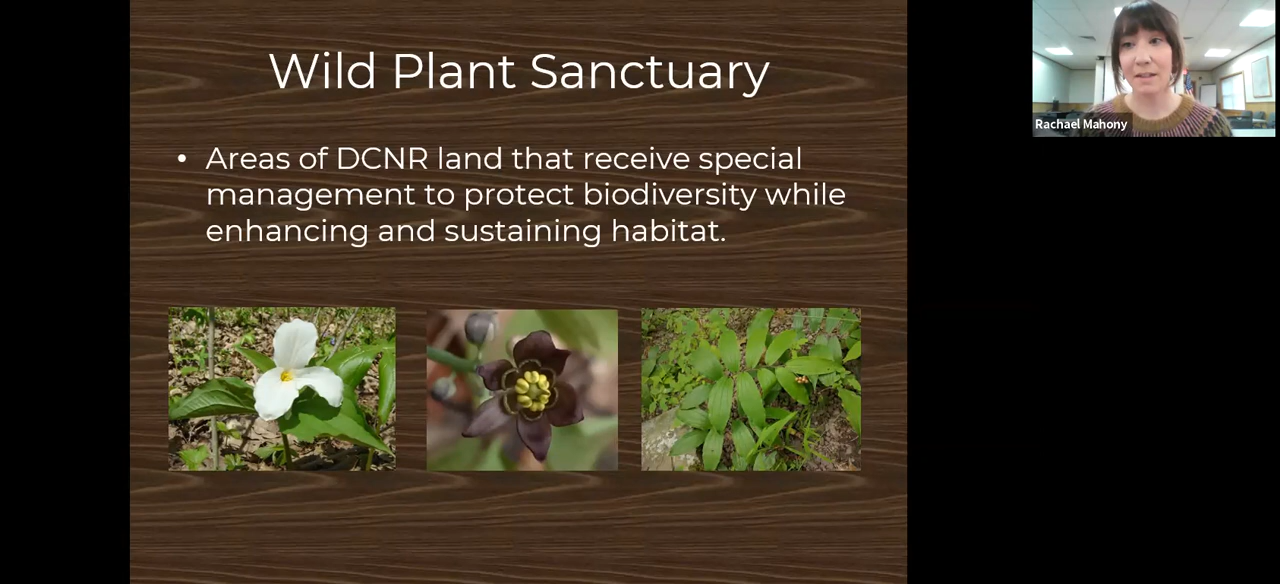 Wild Plant Sanctuary
• Areas of DCNR land that receive special
management to protect biodiversity while
enhancing and sustaining habitat.
Rachael Mahony